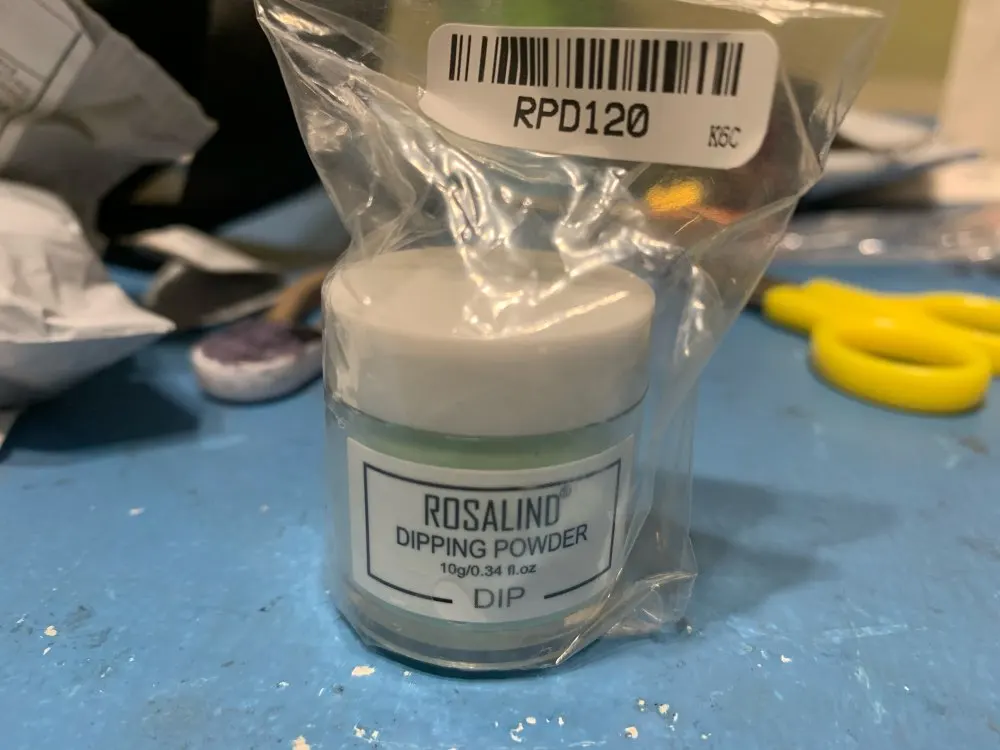 RPD120
K6C
ROSALIND®
DIPPING POWDER
10g/0.34 fl.oz
DIP